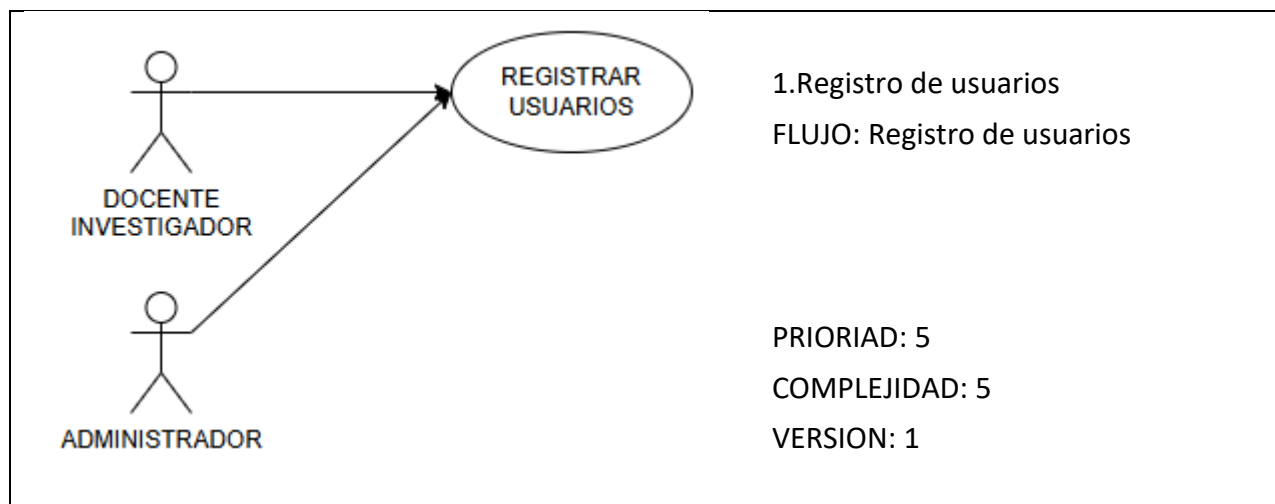 REGISTRAR
USUARIOS
1.Registro de usuarios
FLUJO: Registro de usuarios
DOCENTE
INVESTIGADOR
PRIORIAD: 5
COMPLEJIDAD: 5
VERSION: 1
ADMINISTRADOR